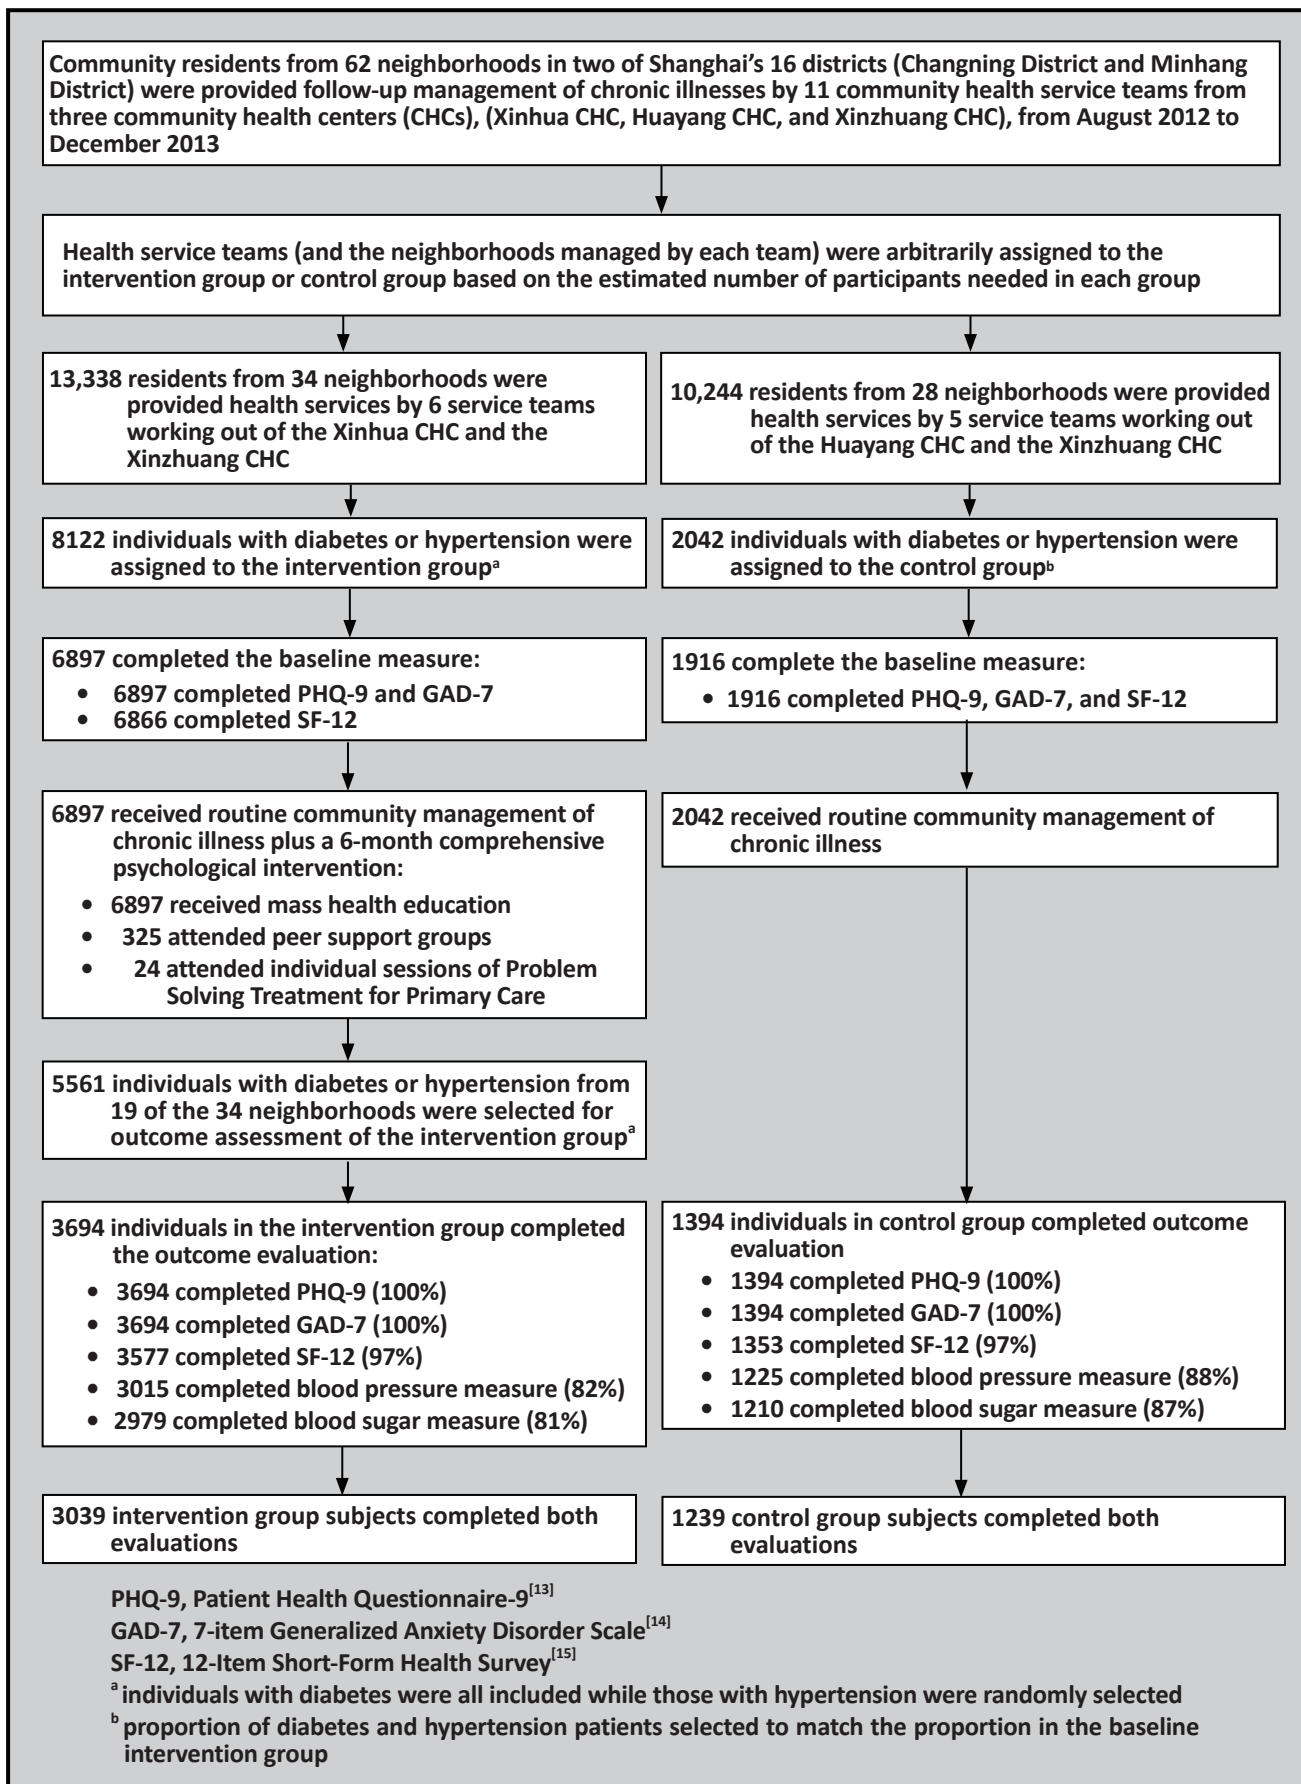 Community residents from 62 neighborhoods in two of Shanghai's 16 districts (Changning District and Minhang
District) were provided follow-up management of chronic illnesses by 11 community health service teams from
three community health centers (CHCs), (Xinhua CHC, Huayang CHC, and Xinzhuang CHC), from August 2012 to
December 2013
Health service teams (and the neighborhoods managed by each team) were arbitrarily assigned to the
intervention group or control group based on the estimated number of participants needed in each group
13,338 residents from 34 neighborhoods were
provided health services by 6 service teams
working out of the Xinhua CHC and the
Xinzhuang CHC
10,244 residents from 28 neighborhoods were provided
health services by 5 service teams working out
of the Huayang CHC and the Xinzhuang CHC
8122 individuals with diabetes or hypertension were
assigned to the intervention groupᵃ
2042 individuals with diabetes or hypertension were
assigned to the control groupᵇ
6897 completed the baseline measure:
• 6897 completed PHQ-9 and GAD-7
• 6866 completed SF-12
1916 complete the baseline measure:
• 1916 completed PHQ-9, GAD-7, and SF-12
6897 received routine community management of
chronic illness plus a 6-month comprehensive
psychological intervention:
• 6897 received mass health education
• 325 attended peer support groups
• 24 attended individual sessions of Problem
Solving Treatment for Primary Care
2042 received routine community management of
chronic illness
5561 individuals with diabetes or hypertension from
19 of the 34 neighborhoods were selected for
outcome assessment of the intervention groupᵃ
3694 individuals in the intervention group completed
the outcome evaluation:
• 3694 completed PHQ-9 (100%)
• 3694 completed GAD-7 (100%)
• 3577 completed SF-12 (97%)
• 3015 completed blood pressure measure (82%)
• 2979 completed blood sugar measure (81%)
1394 individuals in control group completed outcome
evaluation
• 1394 completed PHQ-9 (100%)
• 1394 completed GAD-7 (100%)
• 1353 completed SF-12 (97%)
• 1225 completed blood pressure measure (88%)
• 1210 completed blood sugar measure (87%)
3039 intervention group subjects completed both
evaluations
1239 control group subjects completed both
evaluations
PHQ-9, Patient Health Questionnaire-9[13]
GAD-7, 7-item Generalized Anxiety Disorder Scale[14]
SF-12, 12-Item Short-Form Health Survey[15]
ᵃ individuals with diabetes were all included while those with hypertension were randomly selected
ᵇ proportion of diabetes and hypertension patients selected to match the proportion in the baseline
intervention group